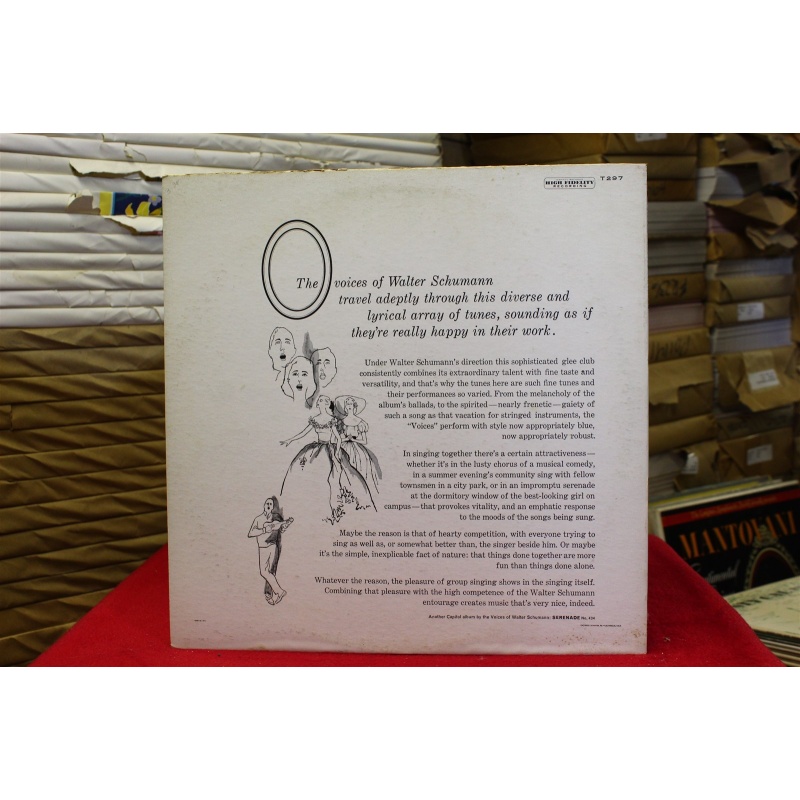 HIGH FIDELITY
RECORDING
T297
The voices of Walter Schumann
travel adeptly through this diverse and
lyrical array of tunes, sounding as if
they're really happy in their work.
Under Walter Schumann's direction this sophisticated glee club
consistently combines its extraordinary talent with fine taste and
versatility, and that's why the tunes here are such fine tunes and
their performances so varied. From the melancholy of the
album's ballads, to the spirited—nearly frenetic—gaiety of
such a song as that vacation for stringed instruments, the
"Voices" perform with style now appropriately blue,
now appropriately robust.
In singing together there's a certain attractiveness—
whether it's in the lusty chorus of a musical comedy,
in a summer evening's community sing with fellow
townsmen in a city park, or in an impromptu serenade
at the dormitory window of the best-looking girl on
campus—that provokes vitality, and an emphatic response
to the moods of the songs being sung.
Maybe the reason is that of hearty competition, with everyone trying to
sing as well as, or somewhat better than, the singer beside him. Or maybe
it's the simple, inexplicable fact of nature: that things done together are more
fun than things done alone.
Whatever the reason, the pleasure of group singing shows in the singing itself.
Combining that pleasure with the high competence of the Walter Schumann
entourage creates music that's very nice, indeed.
Another Capitol album by the Voices of Walter Schumann: SERENADE No.
MANTOVANI